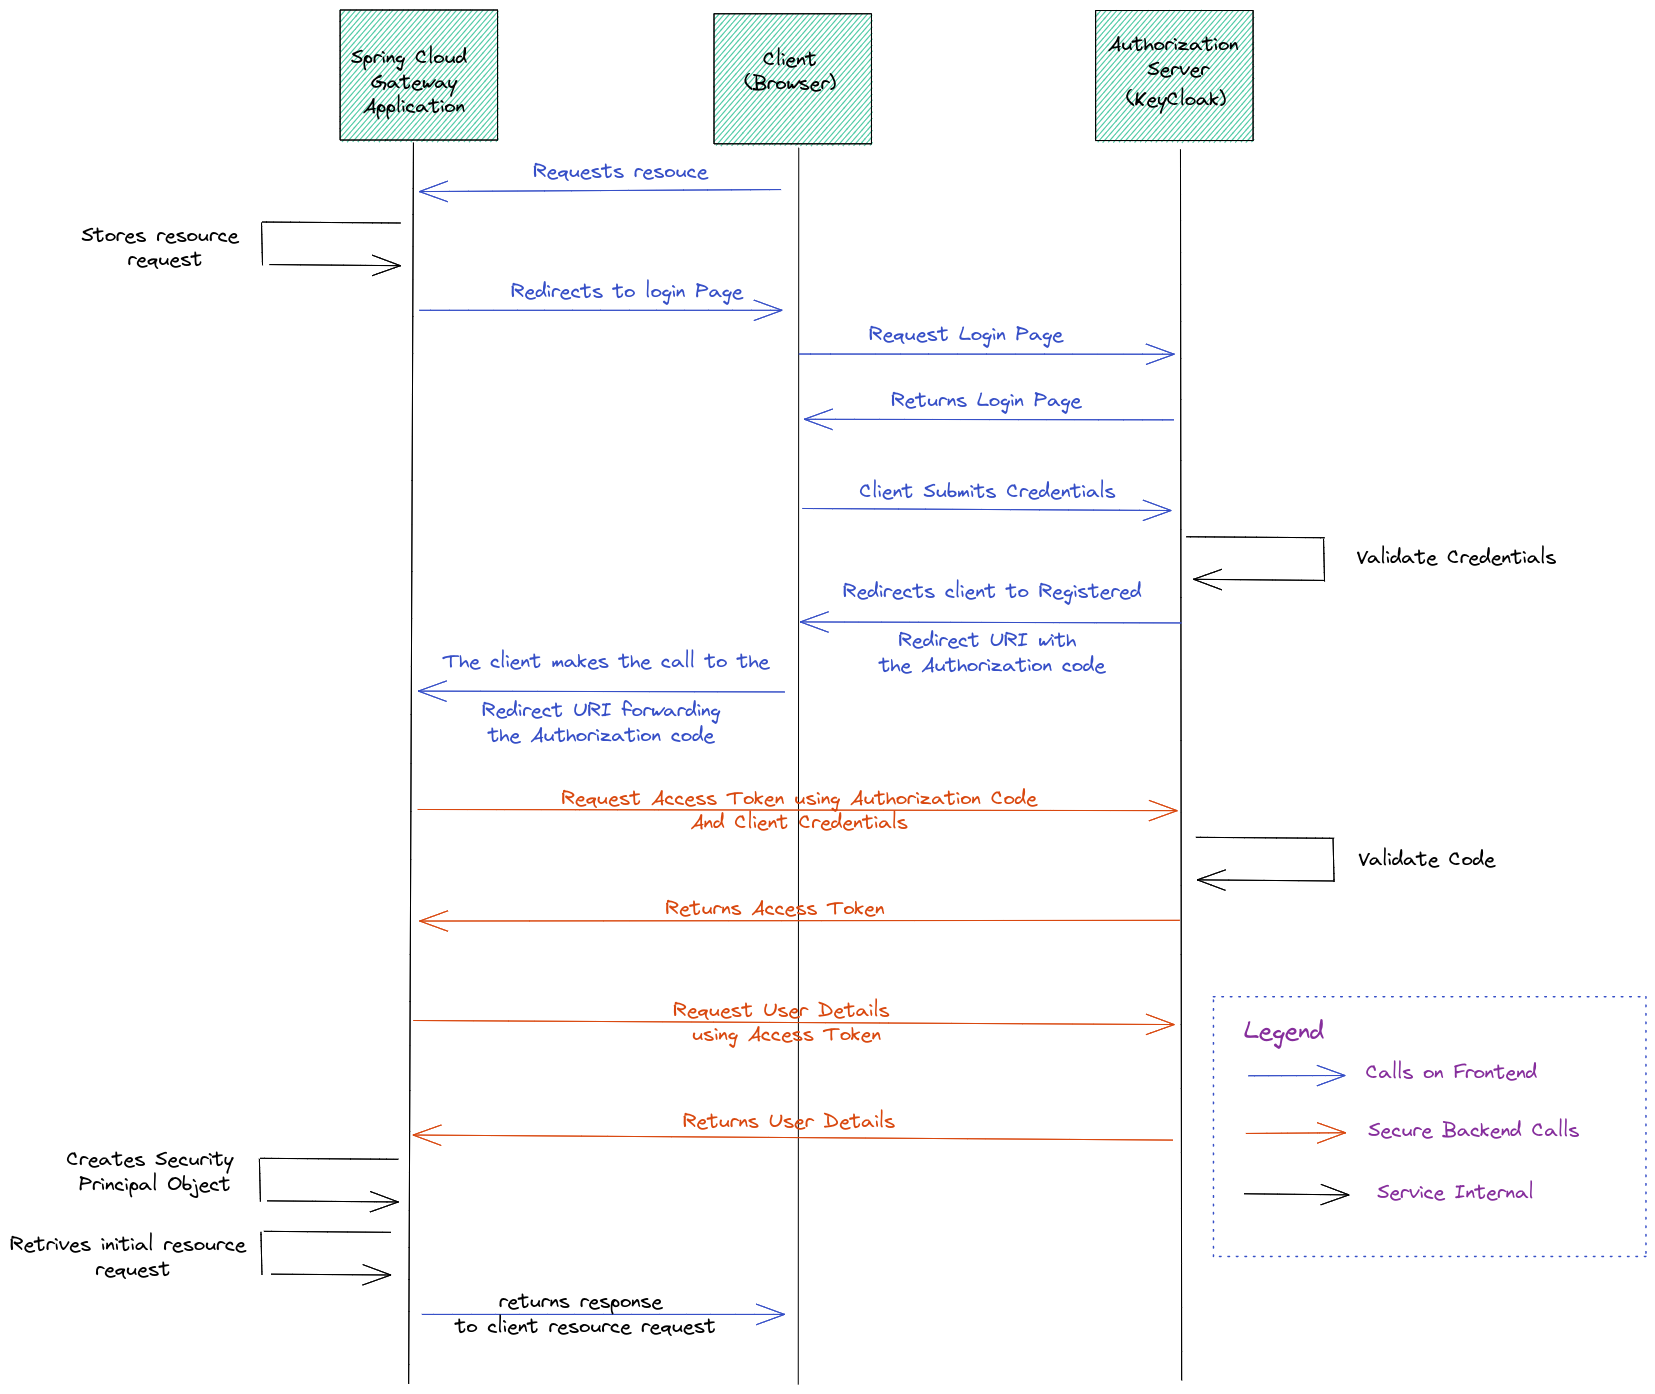 Spring Cloud
Gateway
Application
Client
(Browser)
Authorization
Server
(KeyCloak)
Requests resouce
Stores resource
request
Redirects to login Page
Request Login Page
Returns Login Page
Client Submits Credentials
Validate Credentials
Redirects client to Registered
Redirect URI with
the Authorization code
The client makes the call to the
Redirect URI forwarding
the Authorization code
Request Access Token using Authorization Code
And Client Credentials
Validate Code
Returns Access Token
Request User Details
using Access Token
Returns User Details
Creates Security
Principal Object
Retrives initial resource
request
returns response
to client resource request
Legend
Calls on Frontend
Secure Backend Calls
Service Internal